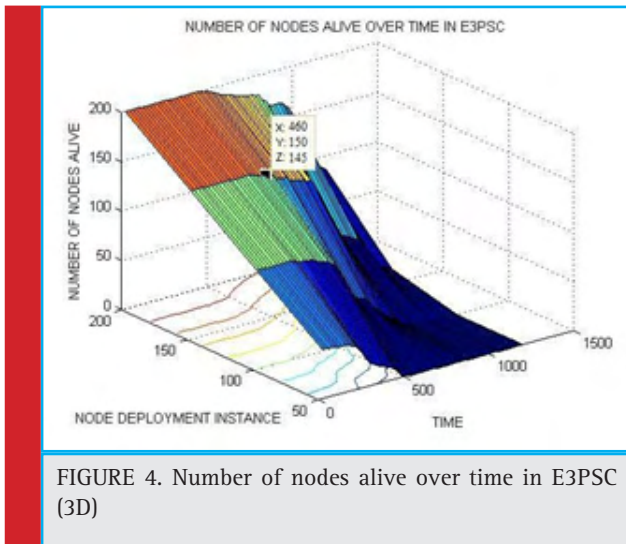 NUMBER OF NODES ALIVE OVER TIME IN E3PSC
200
150
100
50
0
NUMBER OF NODES ALIVE
X: 460
Y: 150
Z: 145
200
150
100
50
NODE DEPLOYMENT INSTANCE
0
500
1000
1500
TIME
FIGURE 4. Number of nodes alive over time in E3PSC
(3D)